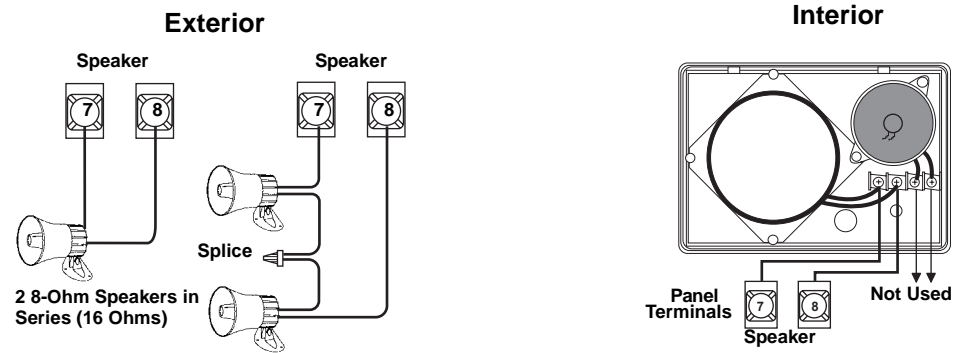 Exterior
Speaker
7
8
Speaker
7
8
Splice
2 8-Ohm Speakers in
Series (16 Ohms)
Interior
Not Used
Panel
Terminals
7
8
Speaker